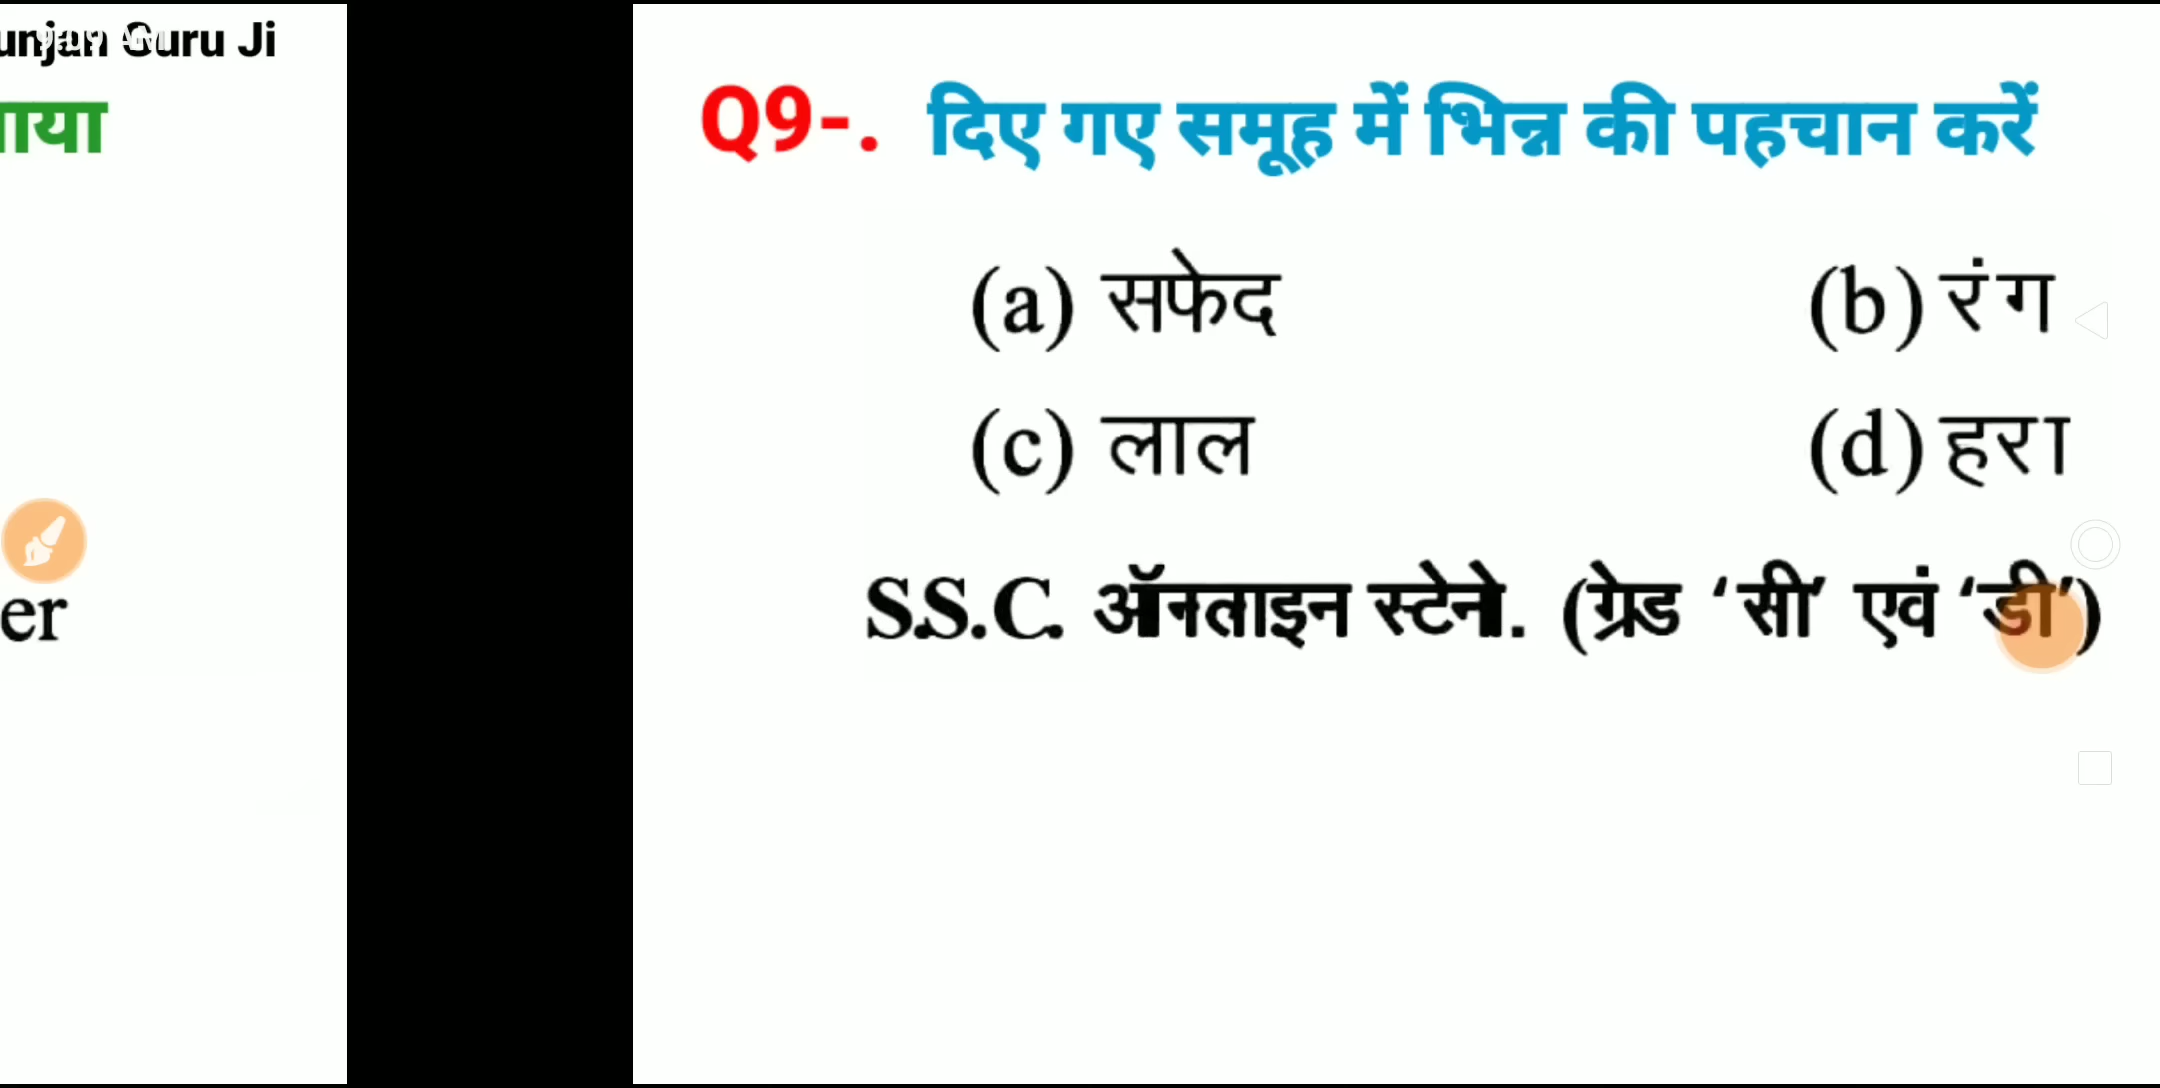 unjan Guru Ji
ाया
er
Q9-. दिए गए समूह में भिन्न की पहचान करें
(a) सफेद
(b) रंग
(c) लाल
(d) हरा
S.S.C. ऑनलाइन स्टेनो. (ग्रेड ‘सी’ एवं ‘डी’)